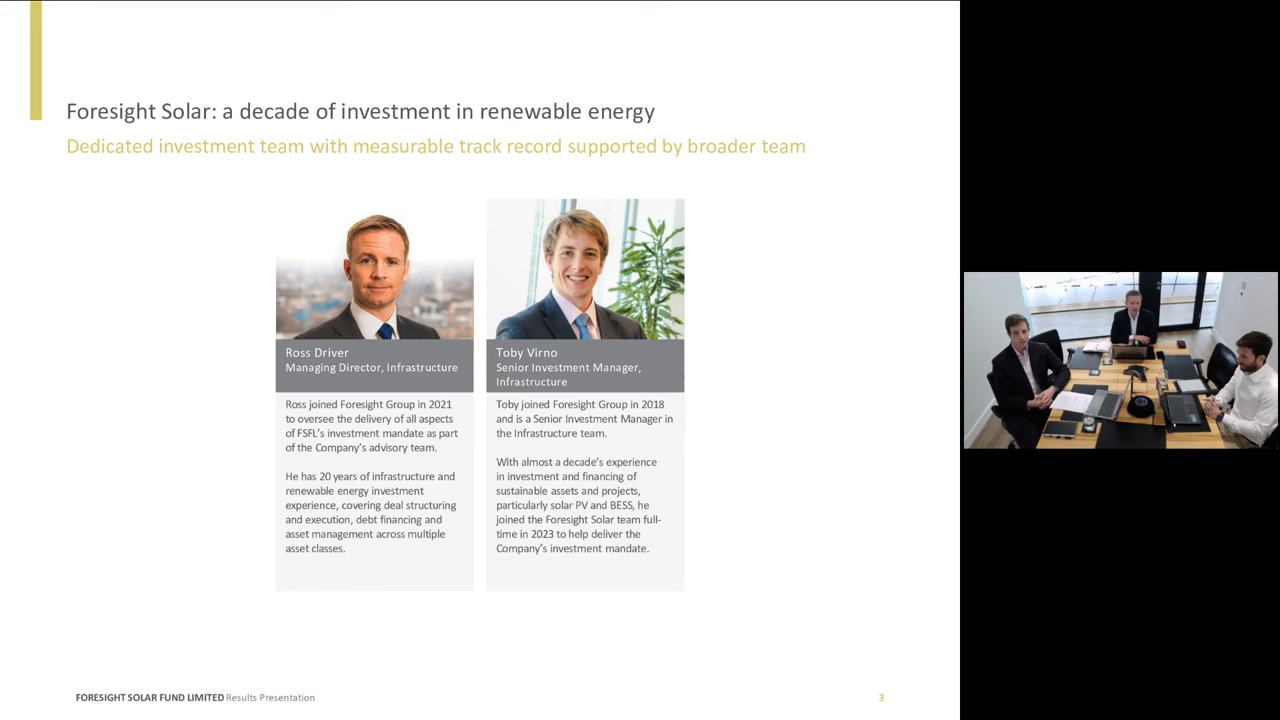 Foresight Solar: a decade of investment in renewable energy
Dedicated investment team with measurable track record supported by broader team
Ross Driver
Managing Director, Infrastructure
Ross joined Foresight Group in 2021
to oversee the delivery of all aspects
of FSFL's investment mandate as part
of the Company's advisory team.
He has 20 years of infrastructure and
renewable energy investment
experience, covering deal structuring
and execution, debt financing and
asset management across multiple
asset classes.
Toby Virno
Senior Investment Manager,
Infrastructure
Toby joined Foresight Group in 2018
and is a Senior Investment Manager in
the Infrastructure team.
With almost a decade's experience
in investment and financing of
sustainable assets and projects,
particularly solar PV and BESS, he
joined the Foresight Solar team full-
time in 2023 to help deliver the
Company's investment mandate.
FORESIGHT SOLAR FUND LIMITED Results Presentation
3